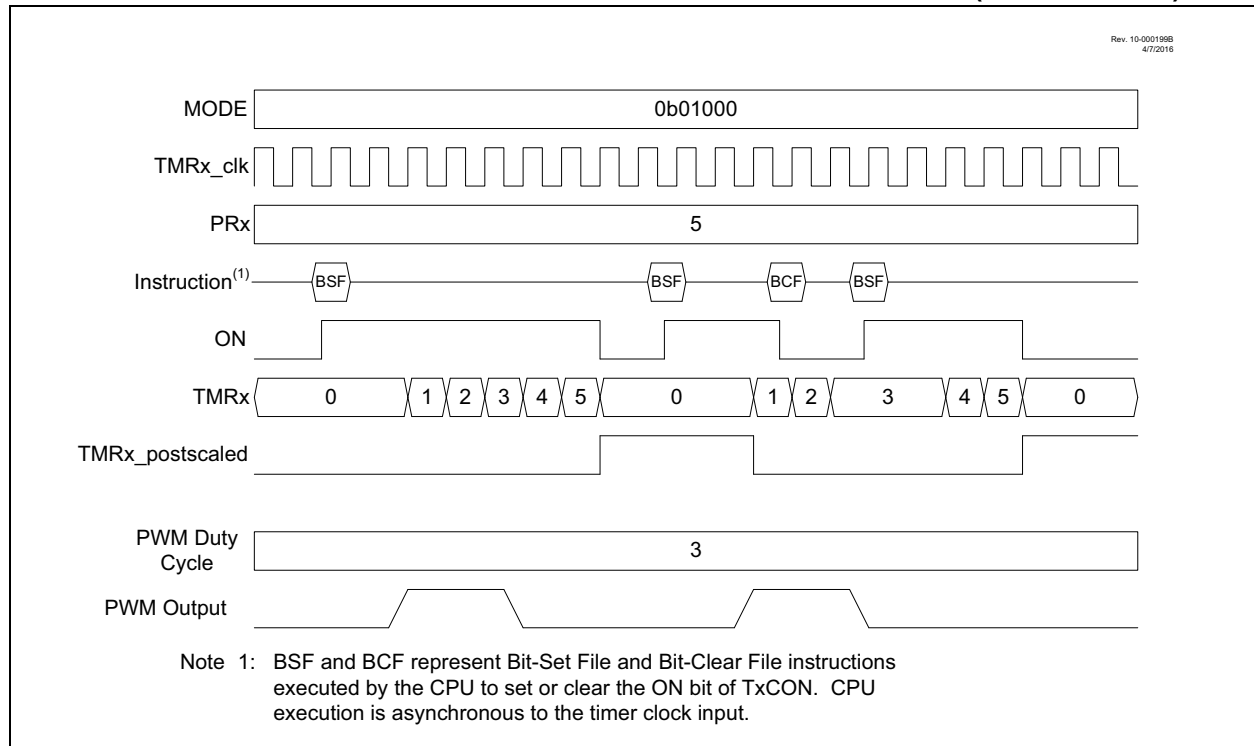 Rev. 10-000199B
4/7/2016
MODE 0b01000
TMRx_clk
PRx 5
Instruction(1) BSF BSF BCF BSF
ON
TMRx 0 1 2 3 4 5 0 1 2 3 4 5 0
TMRx_postscaled
PWM Duty
Cycle 3
PWM Output
Note 1: BSF and BCF represent Bit-Set File and Bit-Clear File instructions
executed by the CPU to set or clear the ON bit of TxCON. CPU
execution is asynchronous to the timer clock input.